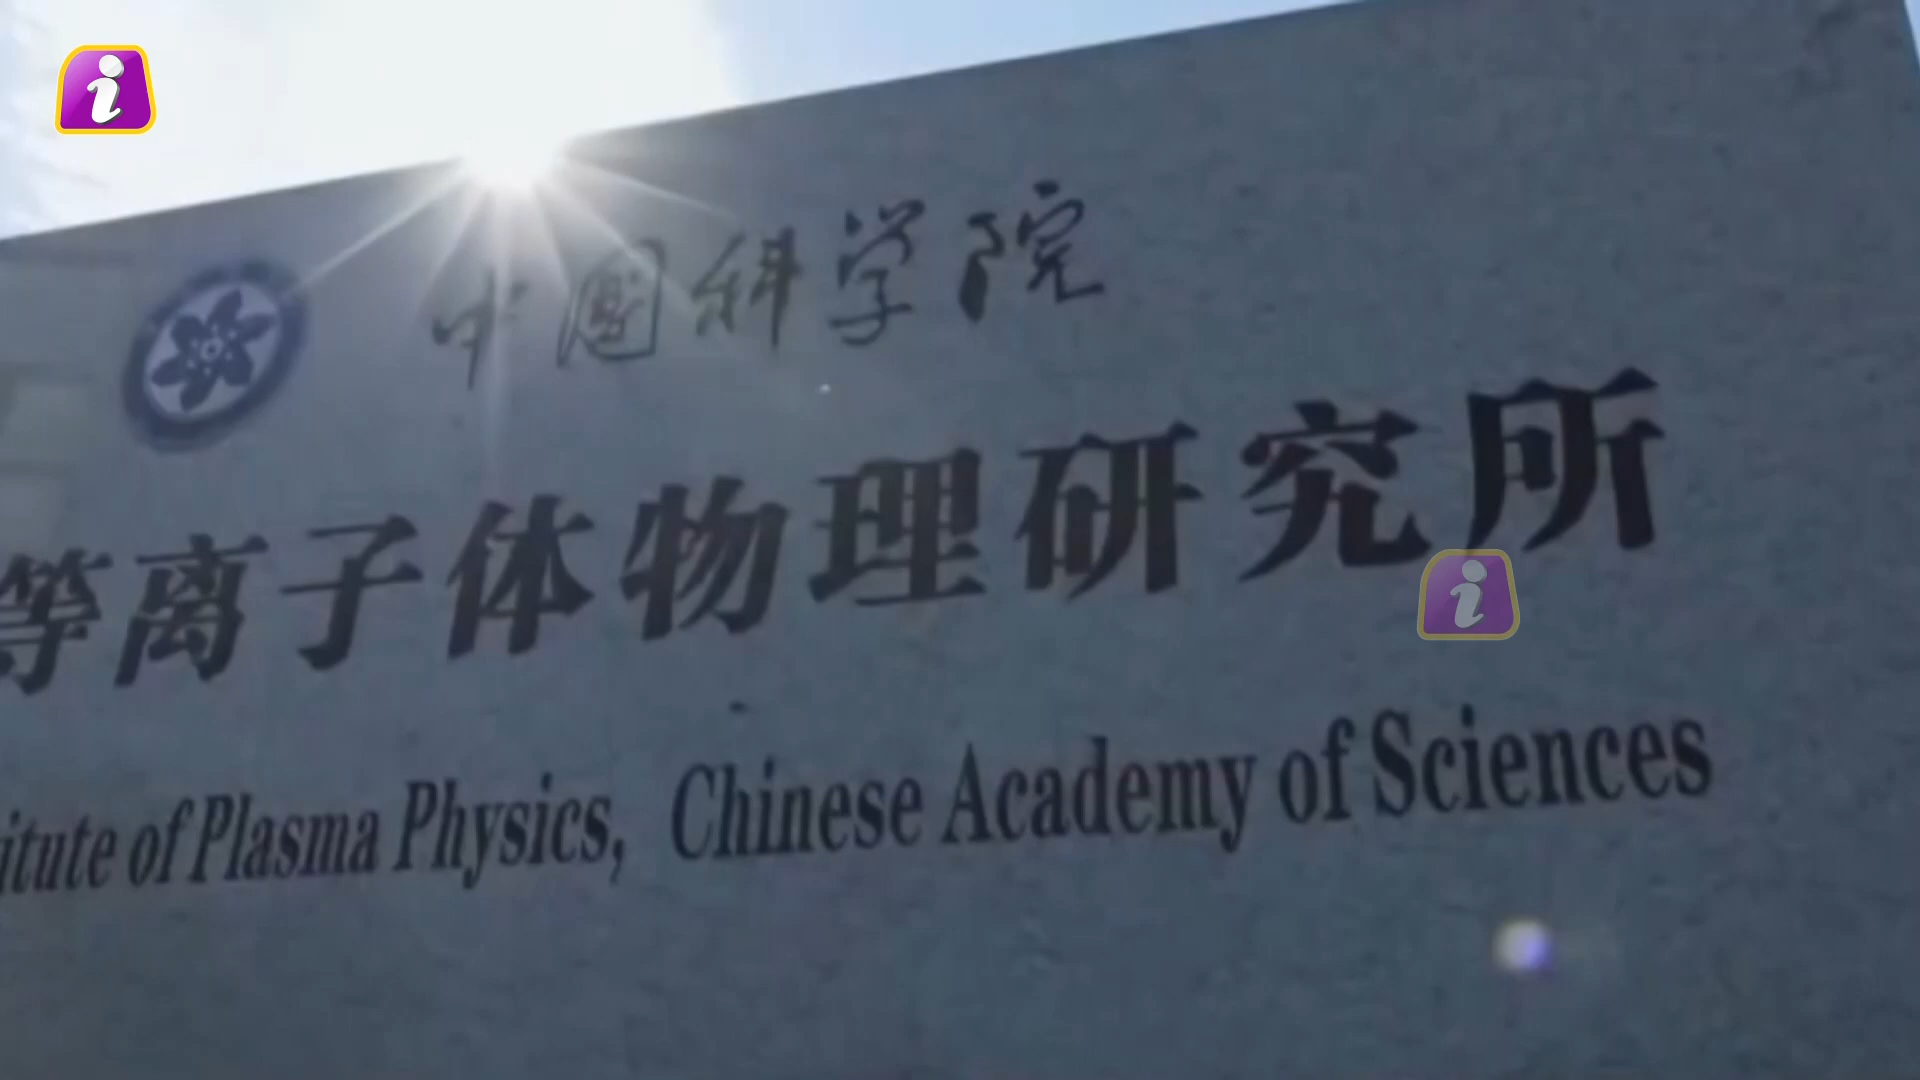 中国科学院
等离子体物理研究所
itute of Plasma Physics, Chinese Academy of Sciences